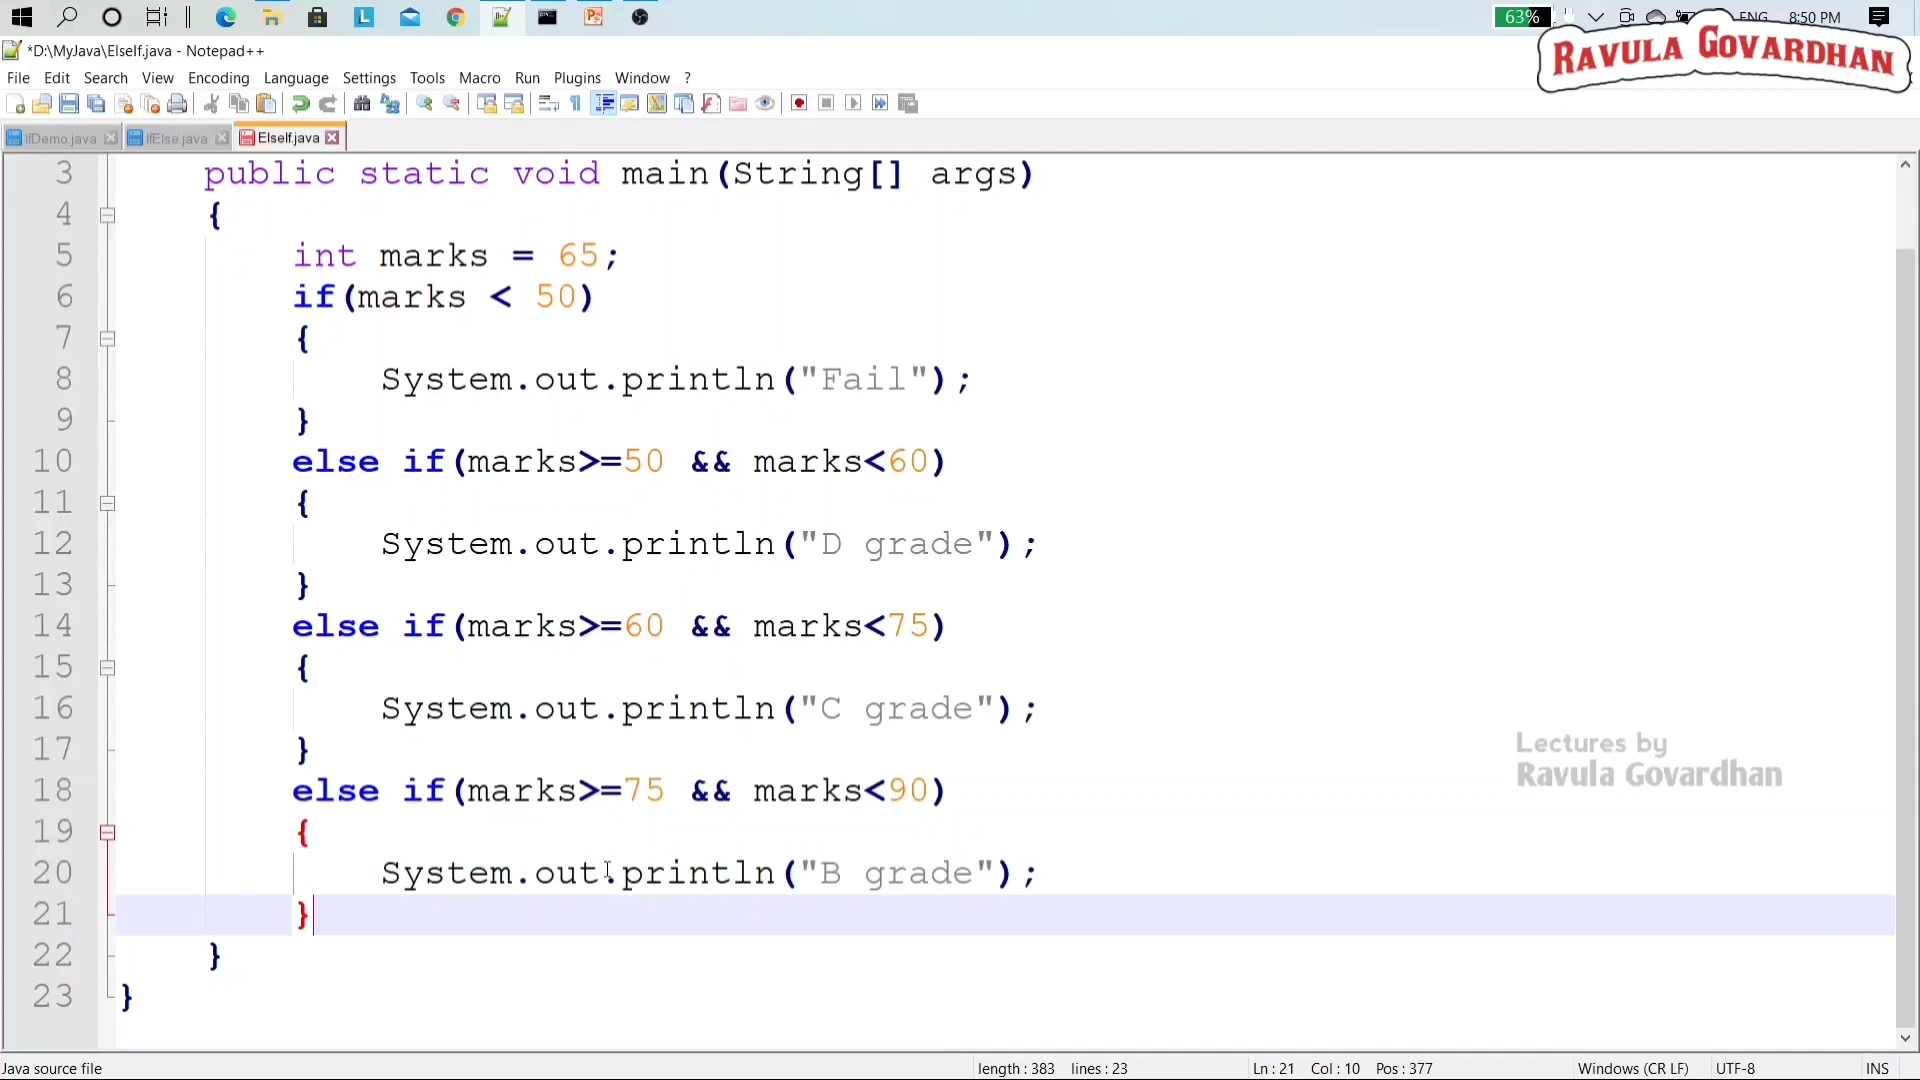 63% ENG 8:50 PM
RAVULA GOVARDHAN
*D:\MyJava\ElseIf.java - Notepad++
File Edit Search View Encoding Language Settings Tools Macro Run Plugins Window ?
IfDemo.java IfElse.java ElseIf.java
3 public static void main(String[] args)
4 {
5 int marks = 65;
6 if(marks < 50)
7 {
8 System.out.println("Fail");
9 }
10 else if(marks>=50 && marks<60)
11 {
12 System.out.println("D grade");
13 }
14 else if(marks>=60 && marks<75)
15 {
16 System.out.println("C grade");
17 }
18 else if(marks>=75 && marks<90)
19 {
20 System.out.println("B grade");
21 }
22 }
23 }
Lectures by
Ravula Govardhan
Java source file length : 383 lines : 23 Ln : 21 Col : 10 Pos : 377 Windows (CR LF) UTF-8 INS